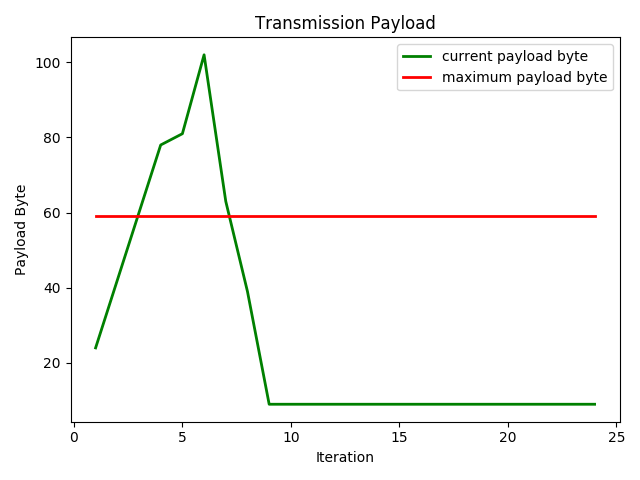 Transmission Payload
current payload byte
maximum payload byte
100
80
60
40
20
Payload Byte
0
5
10
15
20
25
Iteration